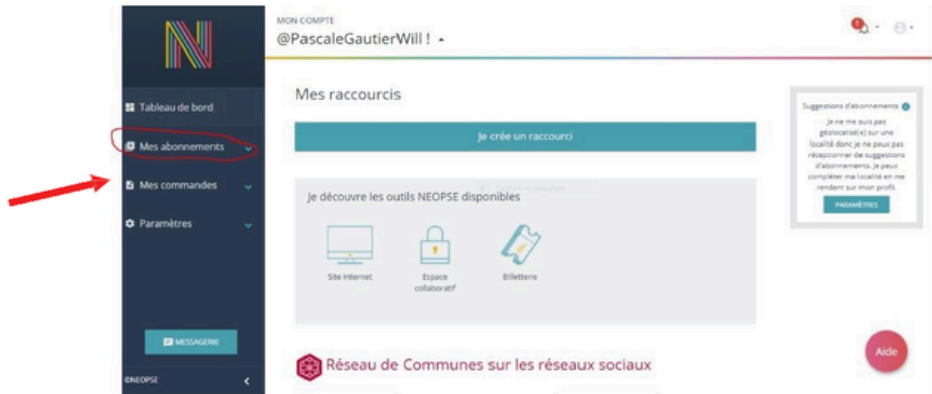 MON COMPTE
@PascaleGautierWill !
1
Tableau de bord
Mes abonnements
Mes commandes
Paramètres
MESSAGERIE
©NEOPSE
Mes raccourcis
Je crée un raccourci
Je découvre les outils NEOPSE disponibles
Site Internet
Espace
collaboratif
Billetterie
Réseau de Communes sur les réseaux sociaux
Suggestions d'abonnements
Je ne me suis pas
géolocalisé(e) sur une
localité donc je ne peux pas
réceptionner de suggestions
d'abonnements. Je peux
compléter ma localité en me
rendant sur mon profil.
PARAMÈTRES
Aide